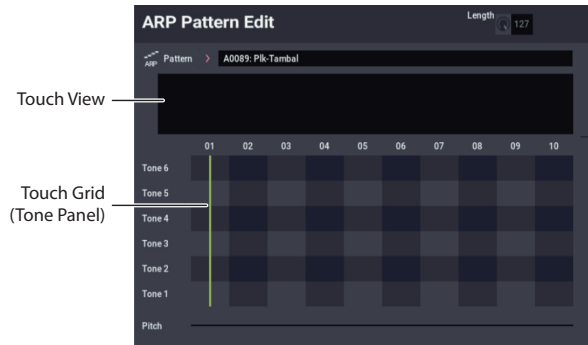 ARP Pattern Edit
Length
127
ARP
Pattern > A0089: Plk-Tambal
Touch View
01 02 03 04 05 06 07 08 09 10
Tone 6
Touch Grid
(Tone Panel)
Tone 5
Tone 4
Tone 3
Tone 2
Tone 1
Pitch